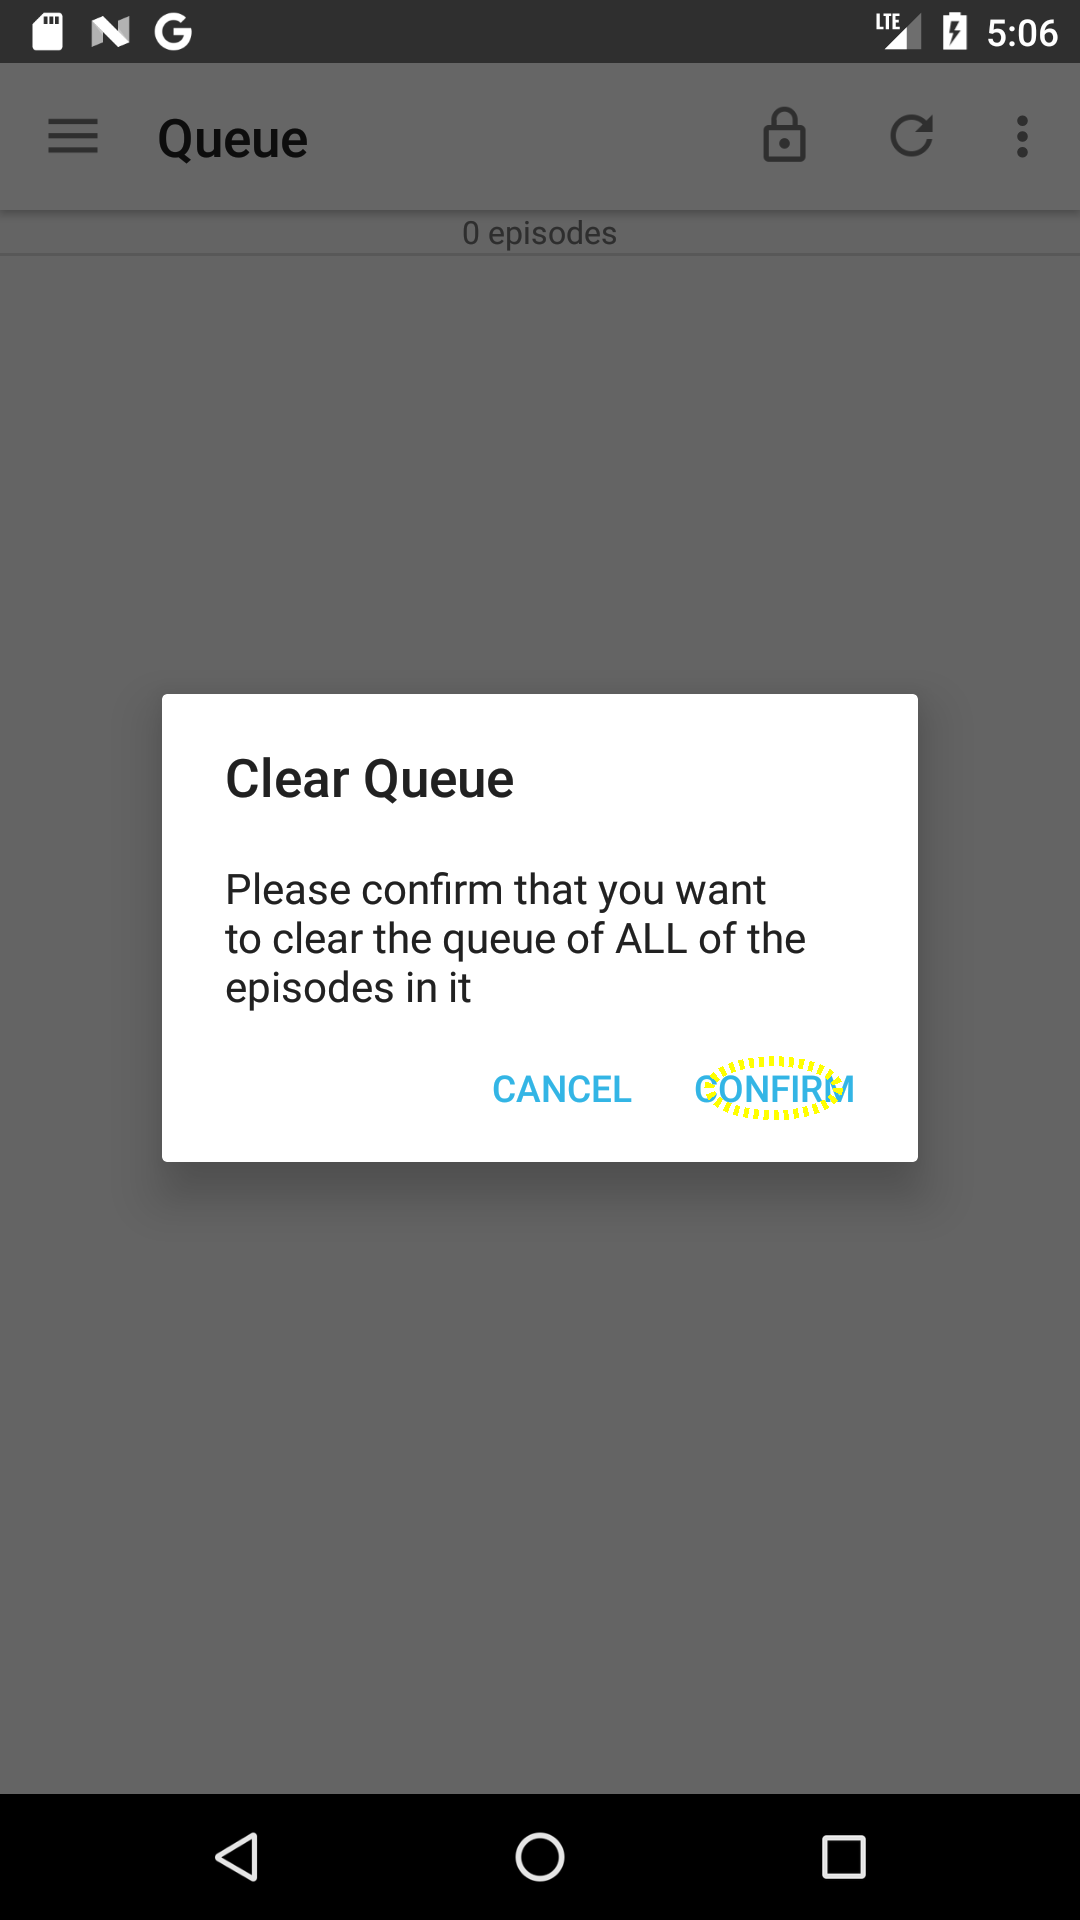 LTE 5:06
Queue
0 episodes
Clear Queue
Please confirm that you want
to clear the queue of ALL of the
episodes in it
CANCEL CONFIRM